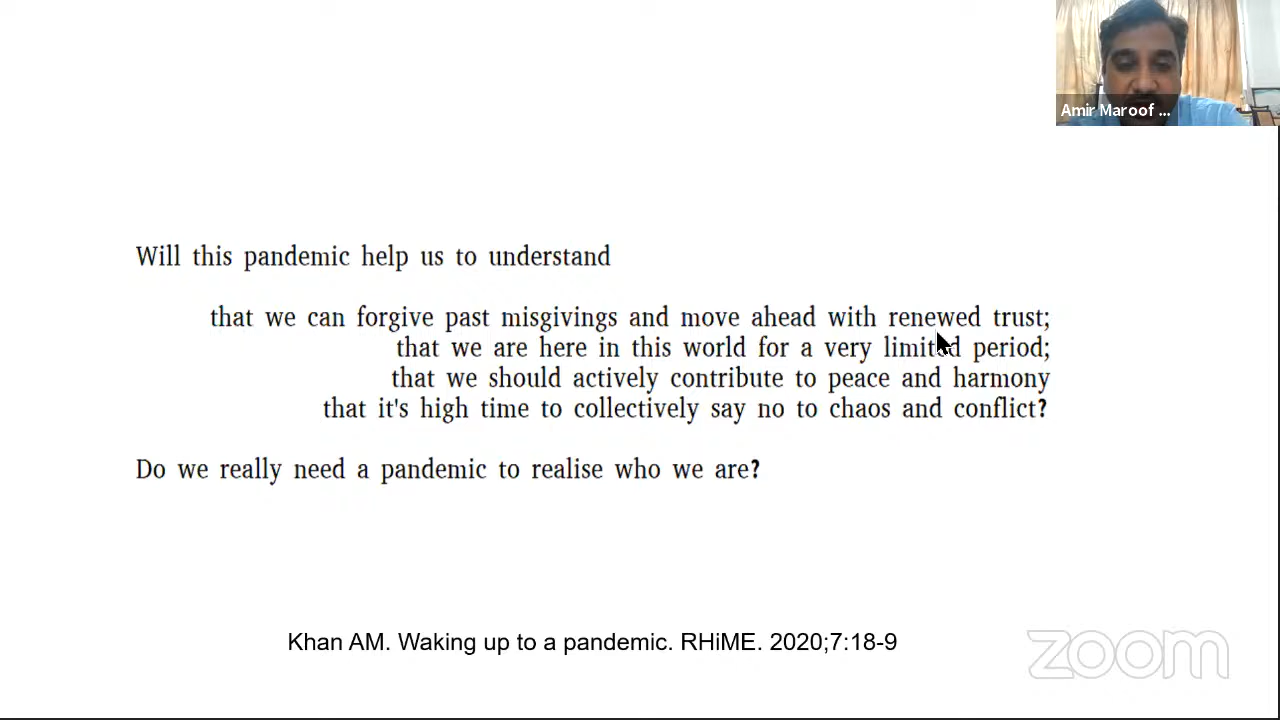 Amir Maroof ...
Will this pandemic help us to understand
that we can forgive past misgivings and move ahead with renewed trust;
that we are here in this world for a very limited period;
that we should actively contribute to peace and harmony
that it's high time to collectively say no to chaos and conflict?
Do we really need a pandemic to realise who we are?
Khan AM. Waking up to a pandemic. RHiME. 2020;7:18-9
zoom